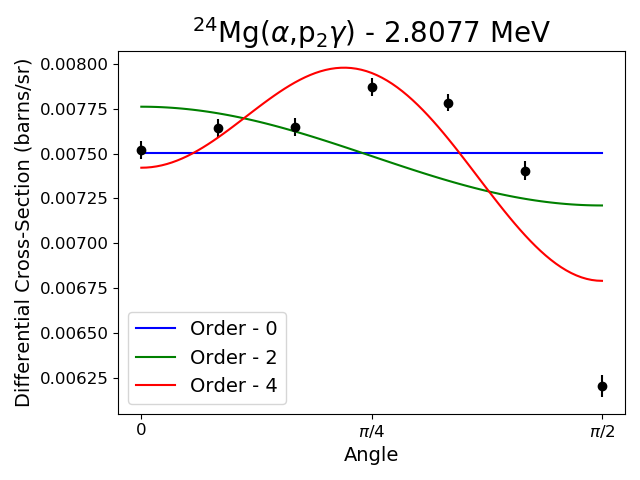 ²⁴Mg(α,p₂γ) - 2.8077 MeV
Differential Cross-Section (barns/sr)
0.00800
0.00775
0.00750
0.00725
0.00700
0.00675
0.00650
0.00625
Order - 0
Order - 2
Order - 4
0
π/4
π/2
Angle